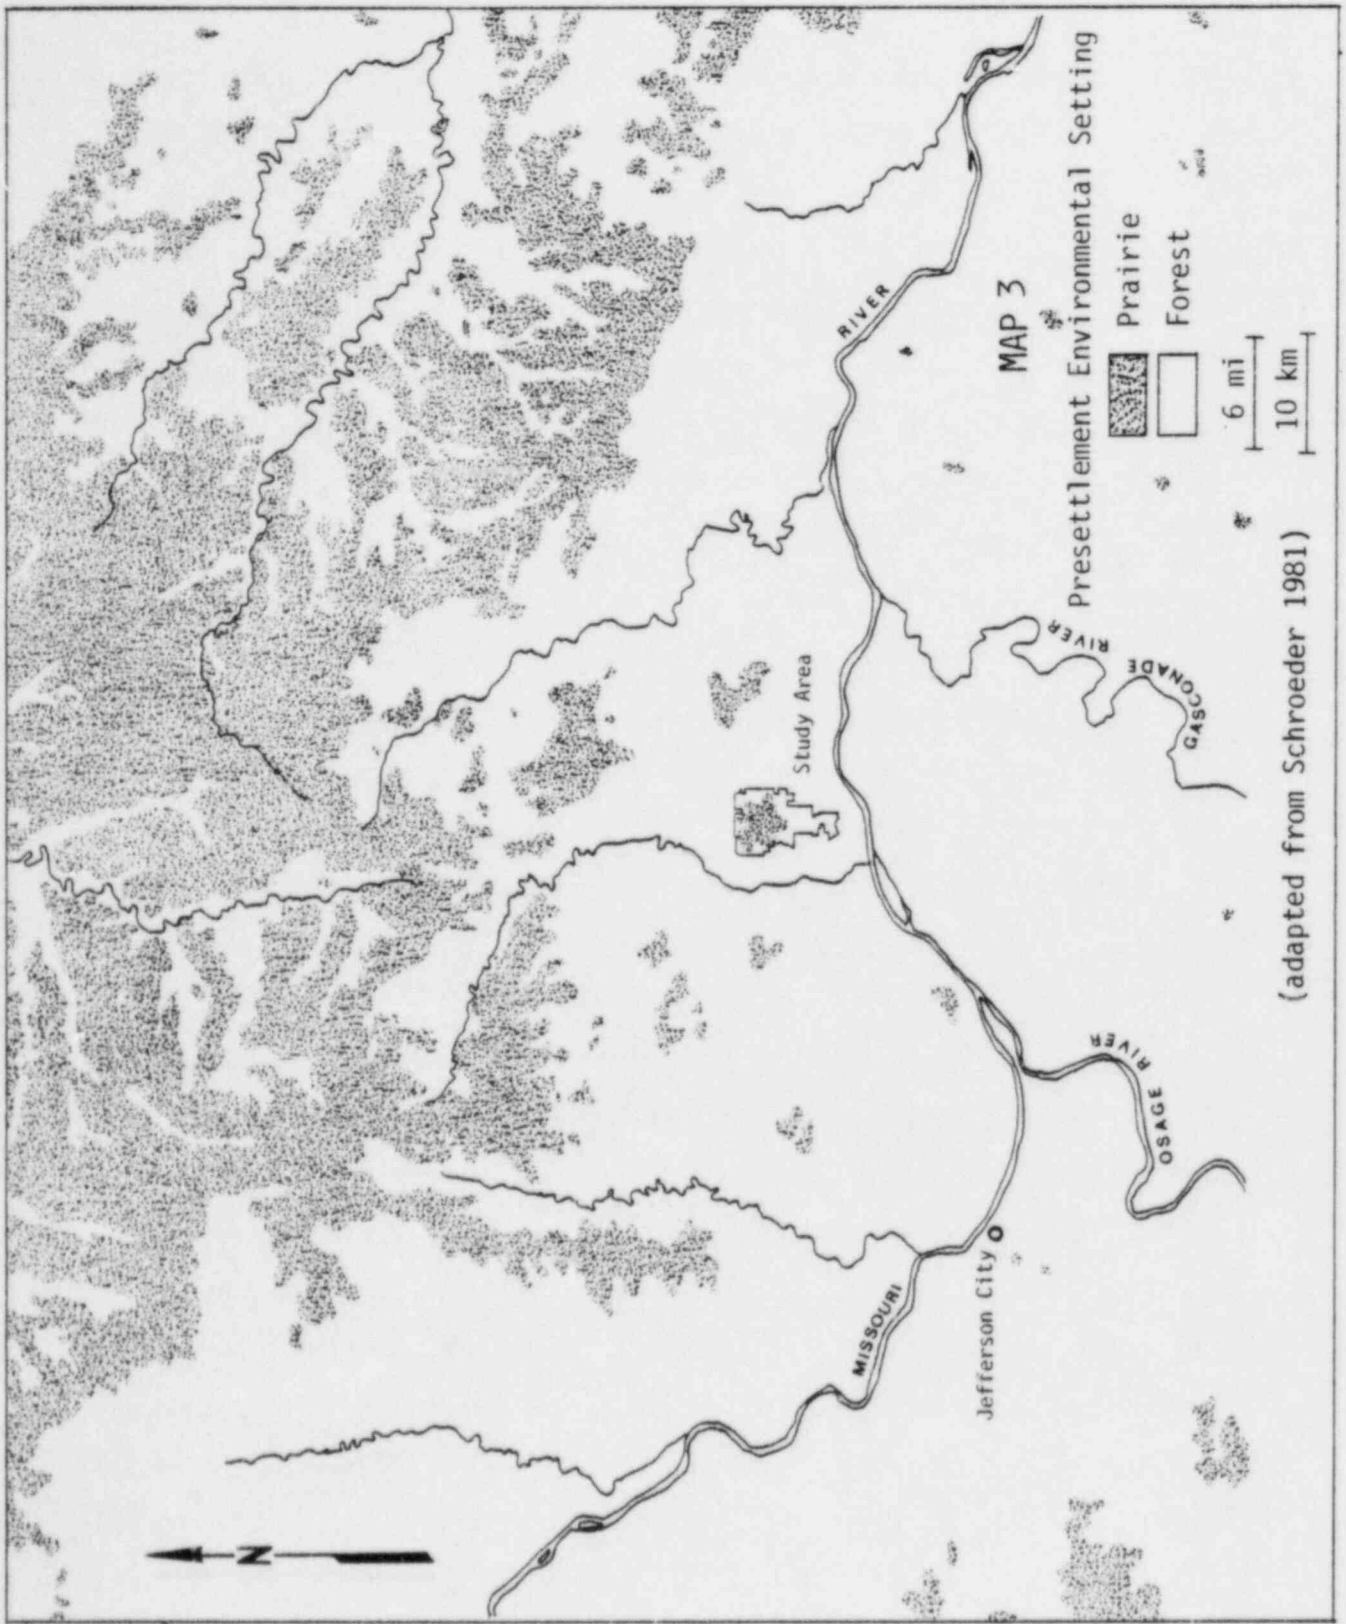 MAP 3
Presettlement Environmental Setting
Prairie
Forest
6 mi
10 km
(adapted from Schroeder 1981)
N
MISSOURI
RIVER
Jefferson City
OSAGE RIVER
GASCONADE RIVER
Study Area